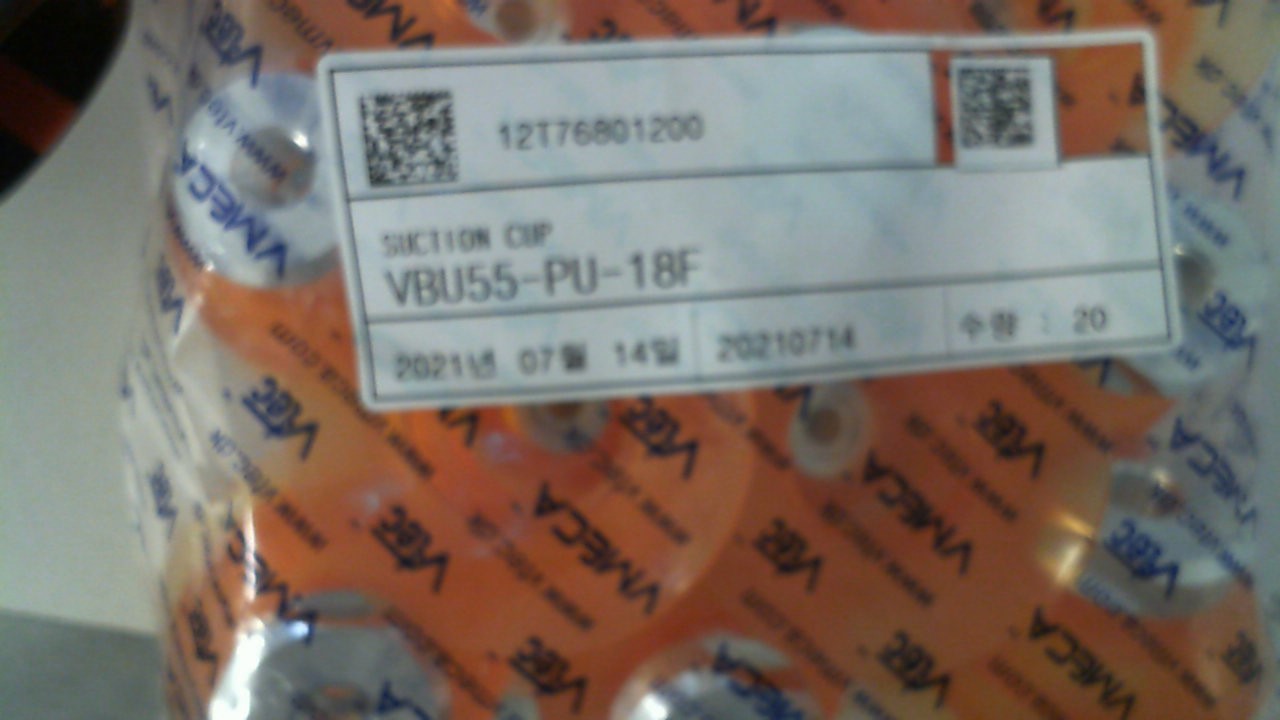 12T76801200
SUCTION CUP
VBU55-PU-18F
2021년 07월 14일 20210714 수량 : 20
VMECA
VMECA
VMECA
VMECA